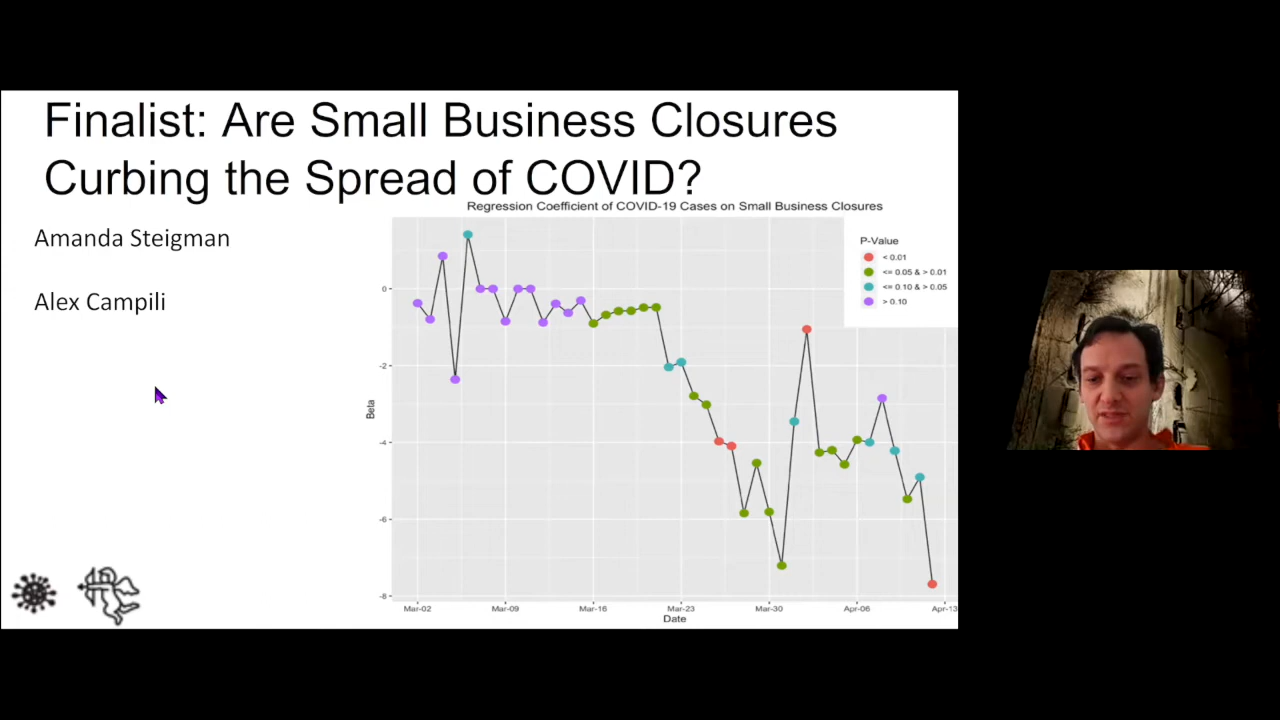 Finalist: Are Small Business Closures
Curbing the Spread of COVID?
Amanda Steigman
Alex Campili
Regression Coefficient of COVID-19 Cases on Small Business Closures
P-Value
< 0.01
<= 0.05 & > 0.01
<= 0.10 & > 0.05
> 0.10
Beta
0
-2
-4
-6
-8
Mar-02 Mar-09 Mar-16 Mar-23 Mar-30 Apr-06 Apr-13
Date